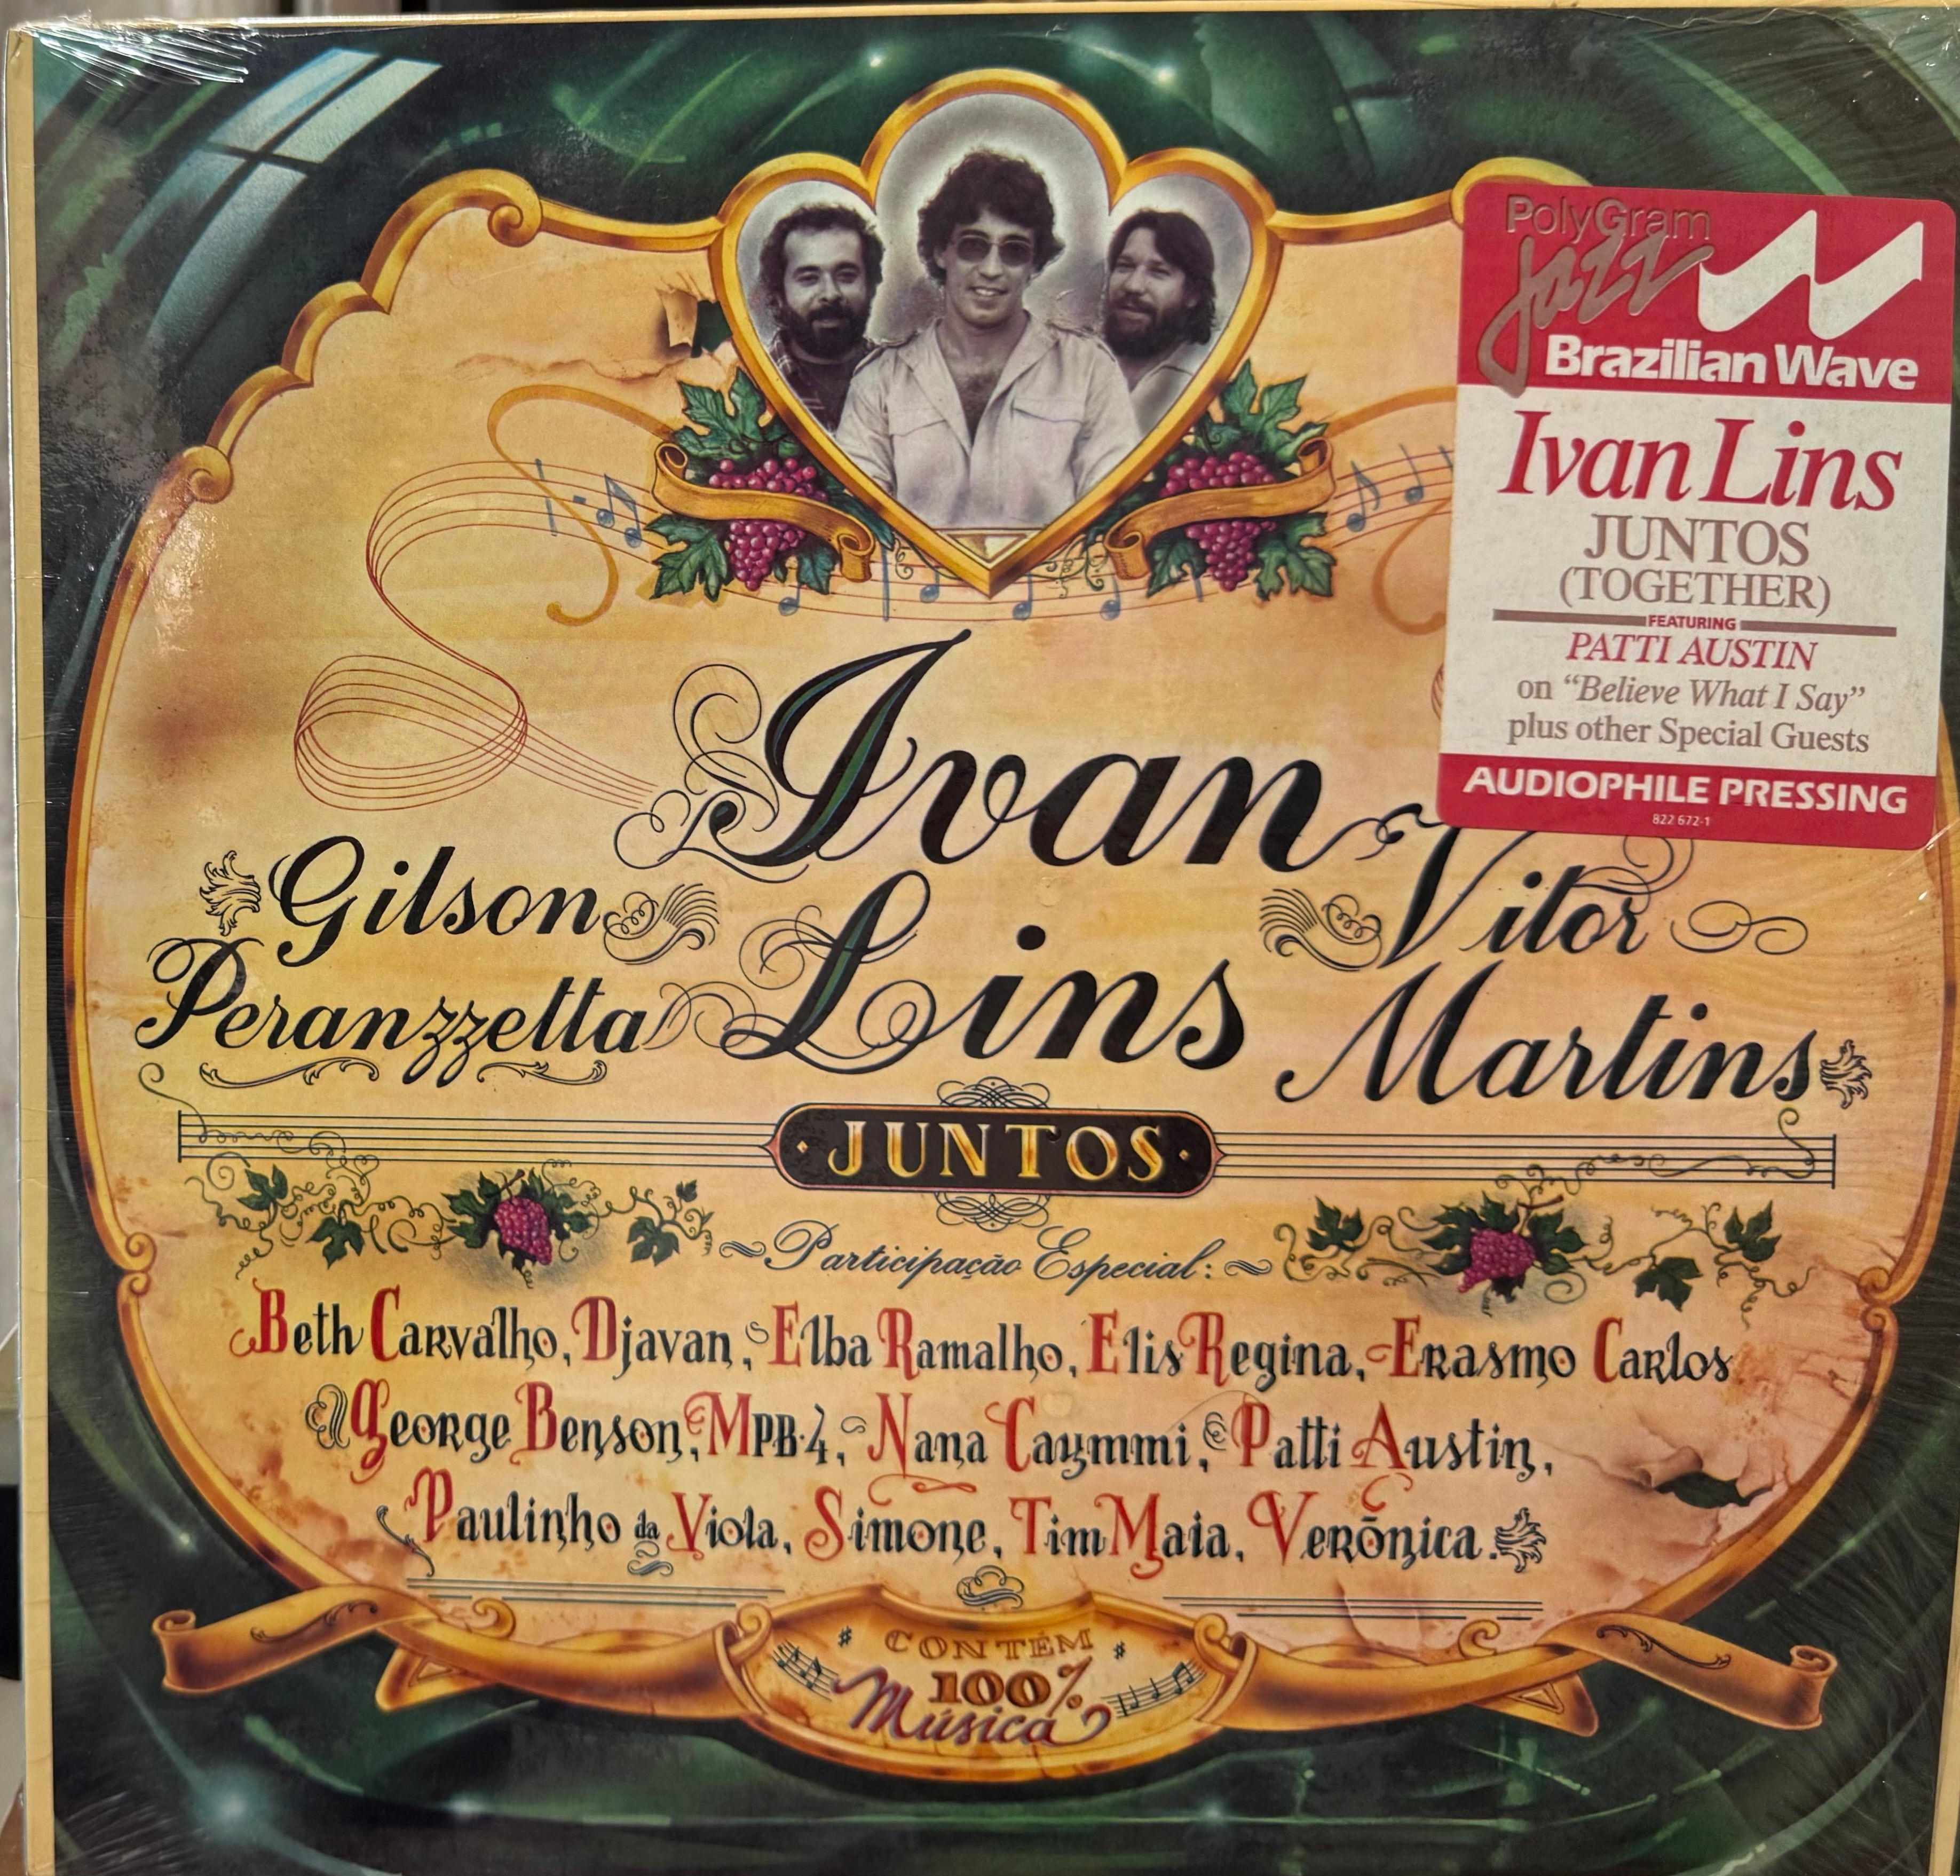 PolyGram
Jazz
Brazilian Wave
Ivan Lins
JUNTOS
(TOGETHER)
FEATURING
PATTI AUSTIN
on “Believe What I Say”
plus other Special Guests
AUDIOPHILE PRESSING
822 672-1
Ivan
Lins
Gilson
Peranzzetta
Vitor
Martins
·JUNTOS·
~Participação Especial:~
Beth Carvalho, Djavan, Elba Ramalho, Elis Regina, Erasmo Carlos
George Benson, MPB·4, Nana Caymmi, Patti Austin,
Paulinho da Viola, Simone, Tim Maia, Verônica.
CONTÉM
100%
Música